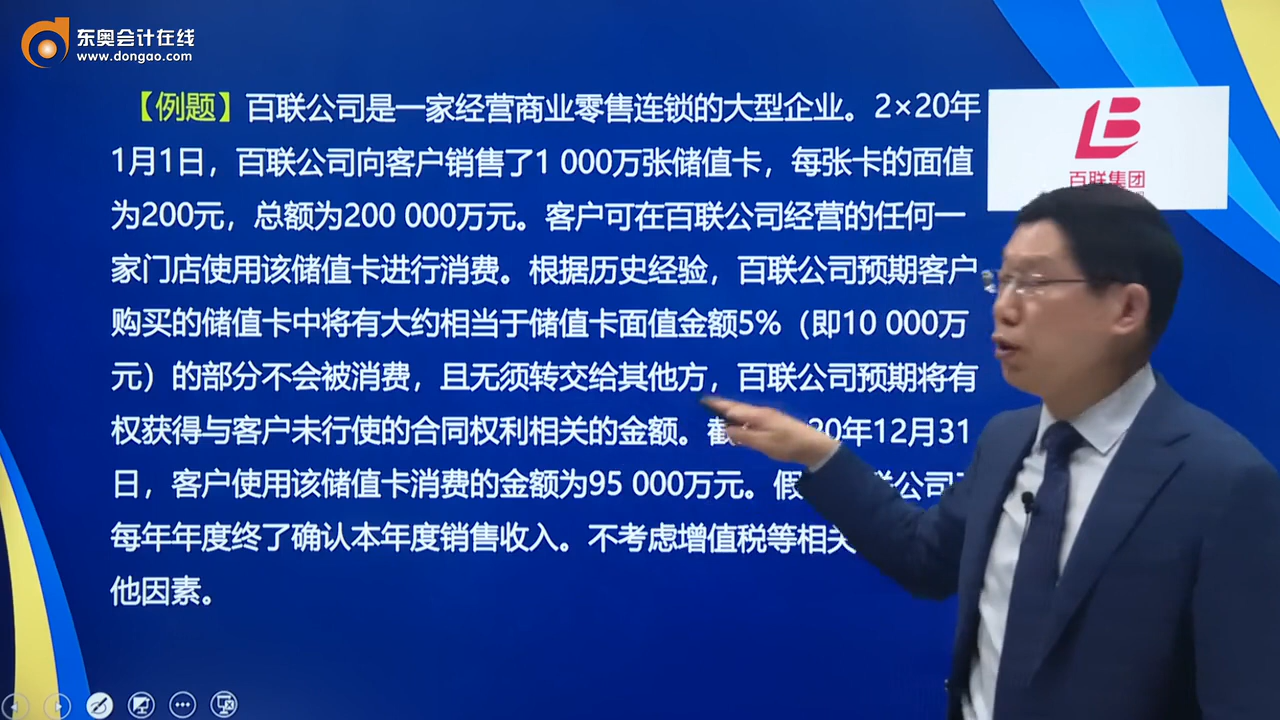 东奥会计在线
www.dongao.com
【例题】百联公司是一家经营商业零售连锁的大型企业。2×20年
1月1日，百联公司向客户销售了1 000万张储值卡，每张卡的面值
为200元，总额为200 000万元。客户可在百联公司经营的任何一
家门店使用该储值卡进行消费。根据历史经验，百联公司预期客户
购买的储值卡中将有大约相当于储值卡面值金额5%（即10 000万
元）的部分不会被消费，且无须转交给其他方，百联公司预期将有
权获得与客户未行使的合同权利相关的金额。截 20年12月31
日，客户使用该储值卡消费的金额为95 000万元。假 联公司
每年年度终了确认本年度销售收入。不考虑增值税等相关
他因素。
百联集团